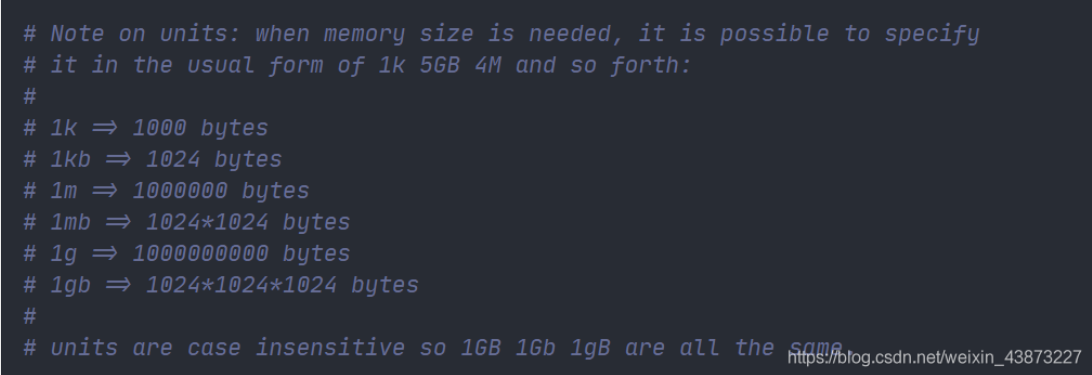 # Note on units: when memory size is needed, it is possible to specify
# it in the usual form of 1k 5GB 4M and so forth:
#
# 1k => 1000 bytes
# 1kb => 1024 bytes
# 1m => 1000000 bytes
# 1mb => 1024*1024 bytes
# 1g => 1000000000 bytes
# 1gb => 1024*1024*1024 bytes
#
# units are case insensitive so 1GB 1Gb 1gB are all the same.
https://blog.csdn.net/weixin_43873227